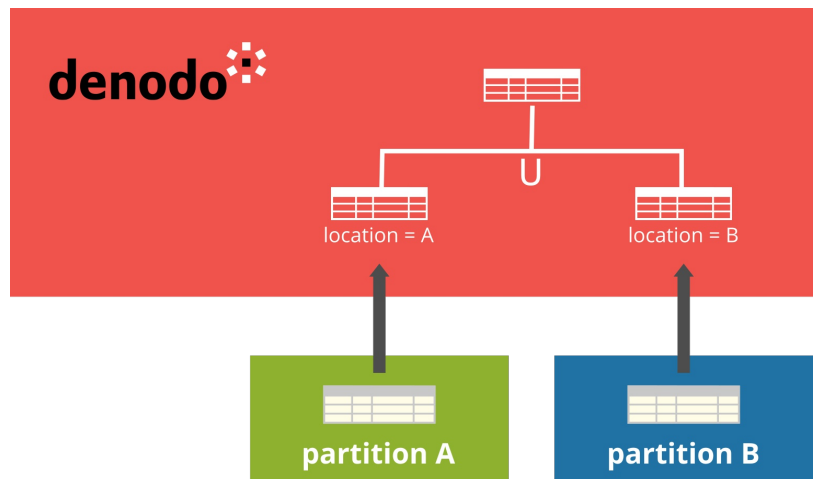 denodo
U
location = A
location = B
partition A
partition B